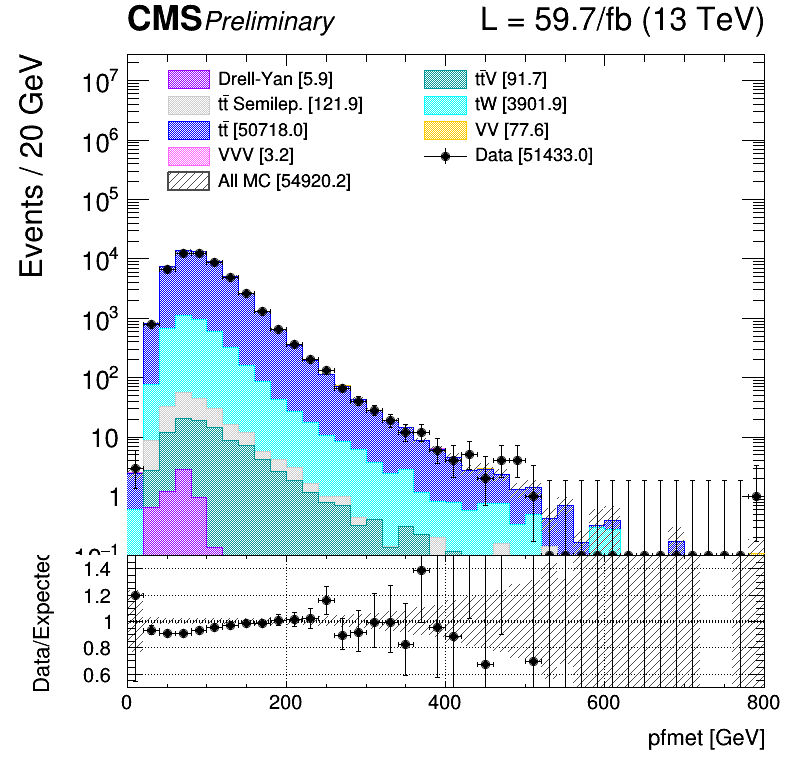 CMS Preliminary L = 59.7/fb (13 TeV)
Events / 20 GeV
Drell-Yan [5.9]
tt̄ Semilep. [121.9]
tt̄ [50718.0]
VVV [3.2]
All MC [54920.2]
tt̄V [91.7]
tW [3901.9]
VV [77.6]
Data [51433.0]
10⁷
10⁶
10⁵
10⁴
10³
10²
10
1
10⁻¹
Data/Expected
1.4
1.2
1
0.8
0.6
0 200 400 600 800
pfmet [GeV]